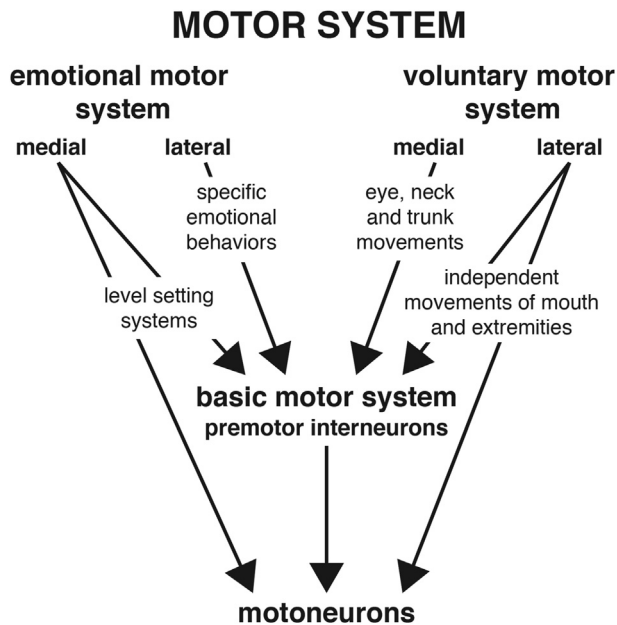 MOTOR SYSTEM
emotional motor
system
voluntary motor
system
medial
lateral
medial
lateral
specific
emotional
behaviors
eye, neck
and trunk
movements
level setting
systems
independent
movements of mouth
and extremities
basic motor system
premotor interneurons
motoneurons